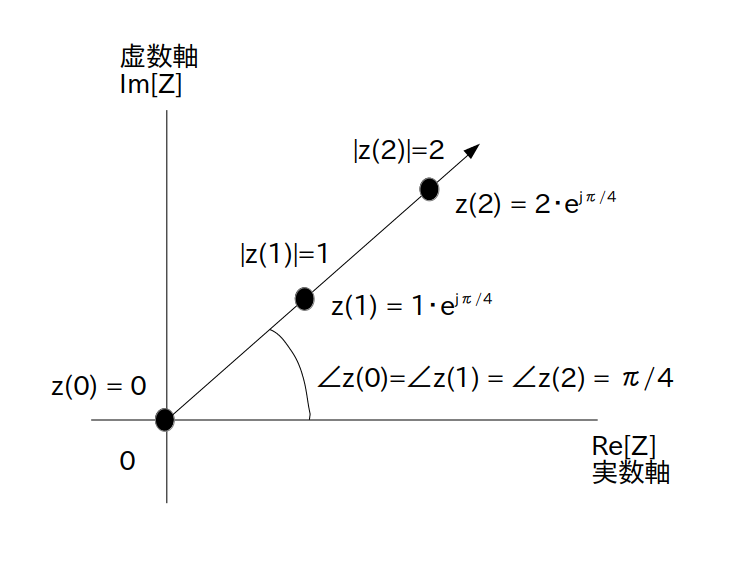 虚数軸
Im[Z]
|z(2)|=2
z(2) = 2･e^jπ/4
|z(1)|=1
z(1) = 1･e^jπ/4
∠z(0)=∠z(1) = ∠z(2) = π/4
z(0) = 0
0
Re[Z]
実数軸